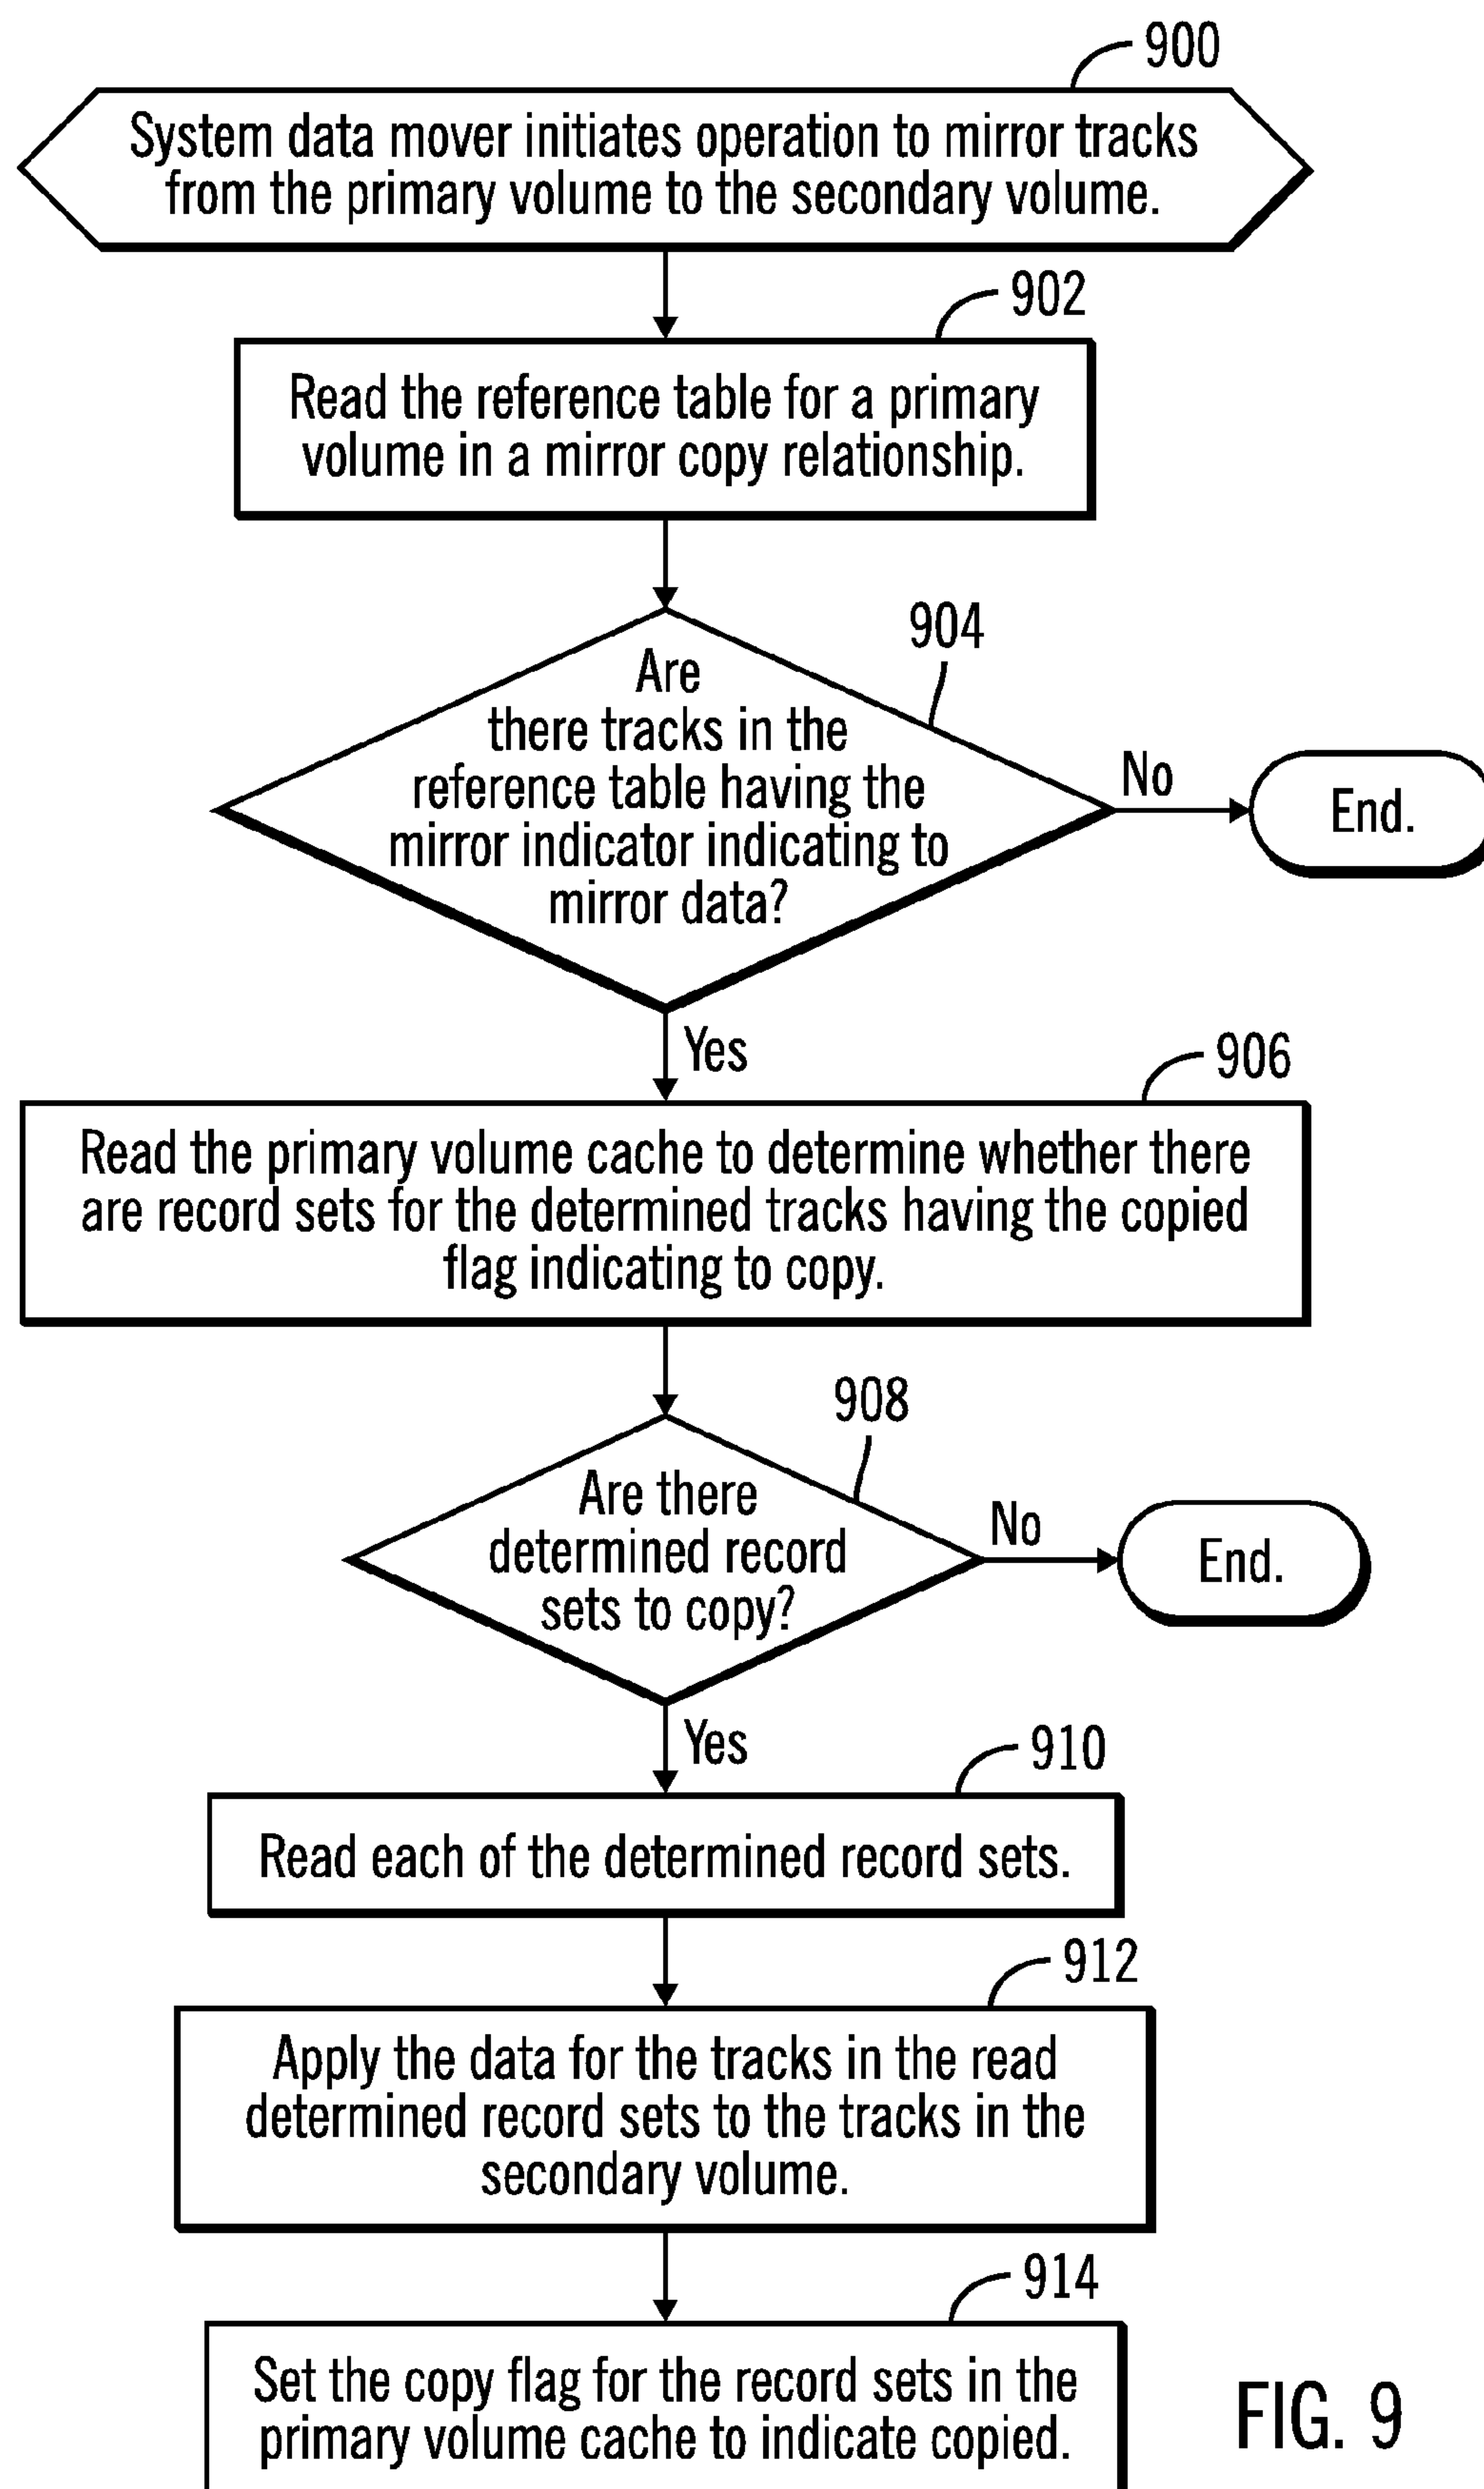 900
System data mover initiates operation to mirror tracks
from the primary volume to the secondary volume.
902
Read the reference table for a primary
volume in a mirror copy relationship.
904
Are
there tracks in the
reference table having the
mirror indicator indicating to
mirror data?
No
End.
Yes
906
Read the primary volume cache to determine whether there
are record sets for the determined tracks having the copied
flag indicating to copy.
908
Are there
determined record
sets to copy?
No
End.
Yes
910
Read each of the determined record sets.
912
Apply the data for the tracks in the read
determined record sets to the tracks in the
secondary volume.
914
Set the copy flag for the record sets in the
primary volume cache to indicate copied.
FIG. 9